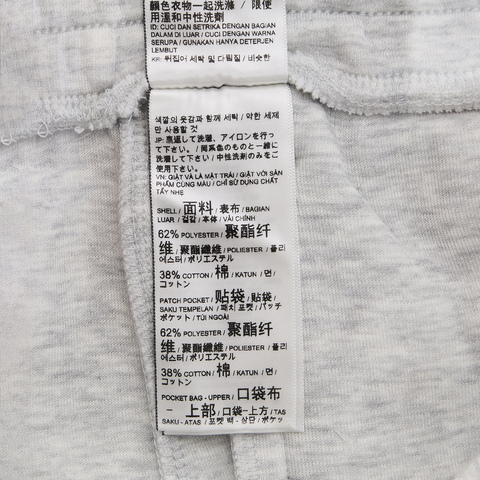 顏色衣物一起洗滌 / 限使
用溫和中性洗劑
ID: CUCI DAN SETRIKA DENGAN BAGIAN
DALAM DI LUAR / CUCI DENGAN WARNA
SERUPA / GUNAKAN HANYA DETERJEN
LEMBUT
KR: 뒤집어 세탁 및 다림질 / 비슷한
색깔의 옷감과 함께 세탁 / 약한 세제
만 사용할 것
JP: 裏返して洗濯、アイロンを行っ
て下さい。/ 同系色のものと一緒に
洗濯して下さい / 中性洗剤のみをご
使用下さい。
VN: GIẶT VÀ LÀ MẶT TRÁI / GIẶT VỚI SẢN
PHẨM CÙNG MÀU / CHỈ SỬ DỤNG CHẤT
TẨY NHẸ
SHELL / 面料 / 表布 / BAGIAN
LUAR / 겉감 / 本体 / VẢI CHÍNH
62% POLYESTER / 聚酯纤
维 / 聚酯纖維 / POLIESTER / 폴리
에스터 / ポリエステル
38% COTTON / 棉 / KATUN / 면 /
コットン
PATCH POCKET / 贴袋 / 貼袋 /
SAKU TEMPELAN / 패치 포켓 / パッチ
ポケット / TÚI NGOÀI
62% POLYESTER / 聚酯纤
维 / 聚酯纖維 / POLIESTER / 폴리
에스터 / ポリエステル
38% COTTON / 棉 / KATUN / 면 /
コットン
POCKET BAG - UPPER / 口袋布
- 上部 / 口袋 - 上方 / TAS
SAKU - ATAS / 포켓 백 - 상단 / ポケッ